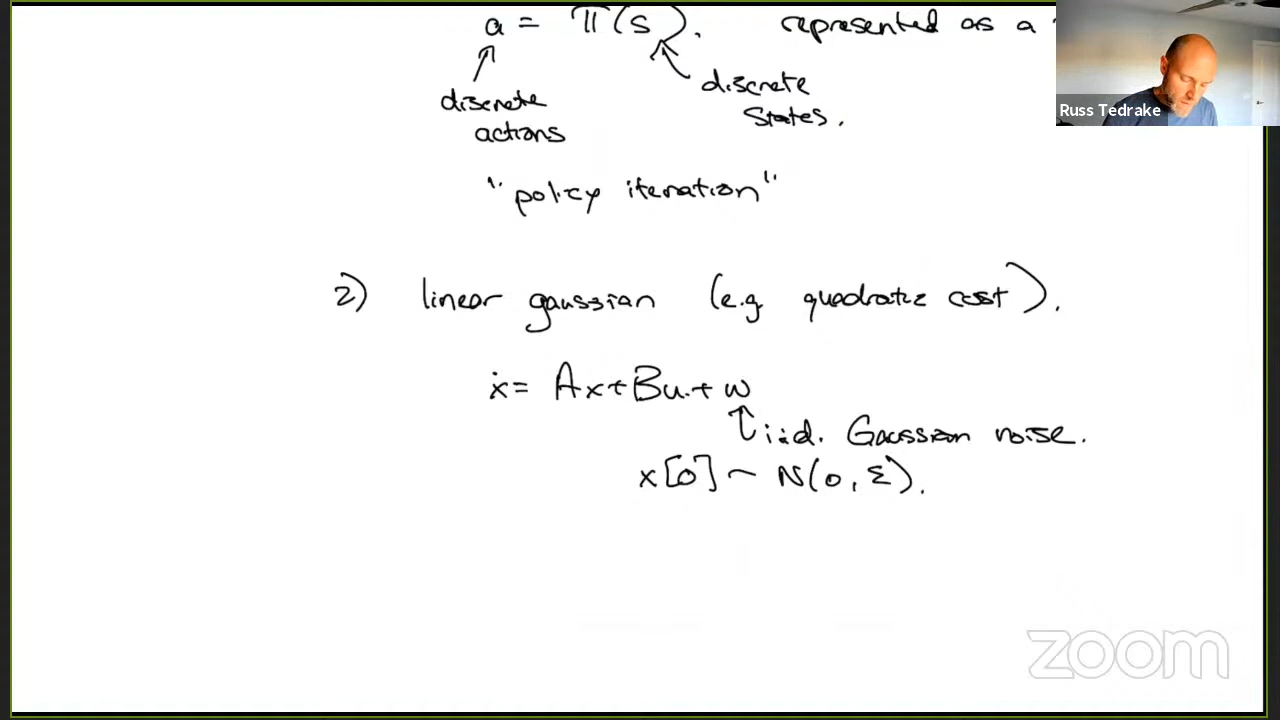 a = π(s). represented as a
discrete actions
discrete states.
"policy iteration"
2) linear gaussian (e.g quadratic cost).
ẋ = Ax + Bu + w
i.i.d. Gaussian noise.
x[0] ~ N(0, Σ).
Russ Tedrake
zoom